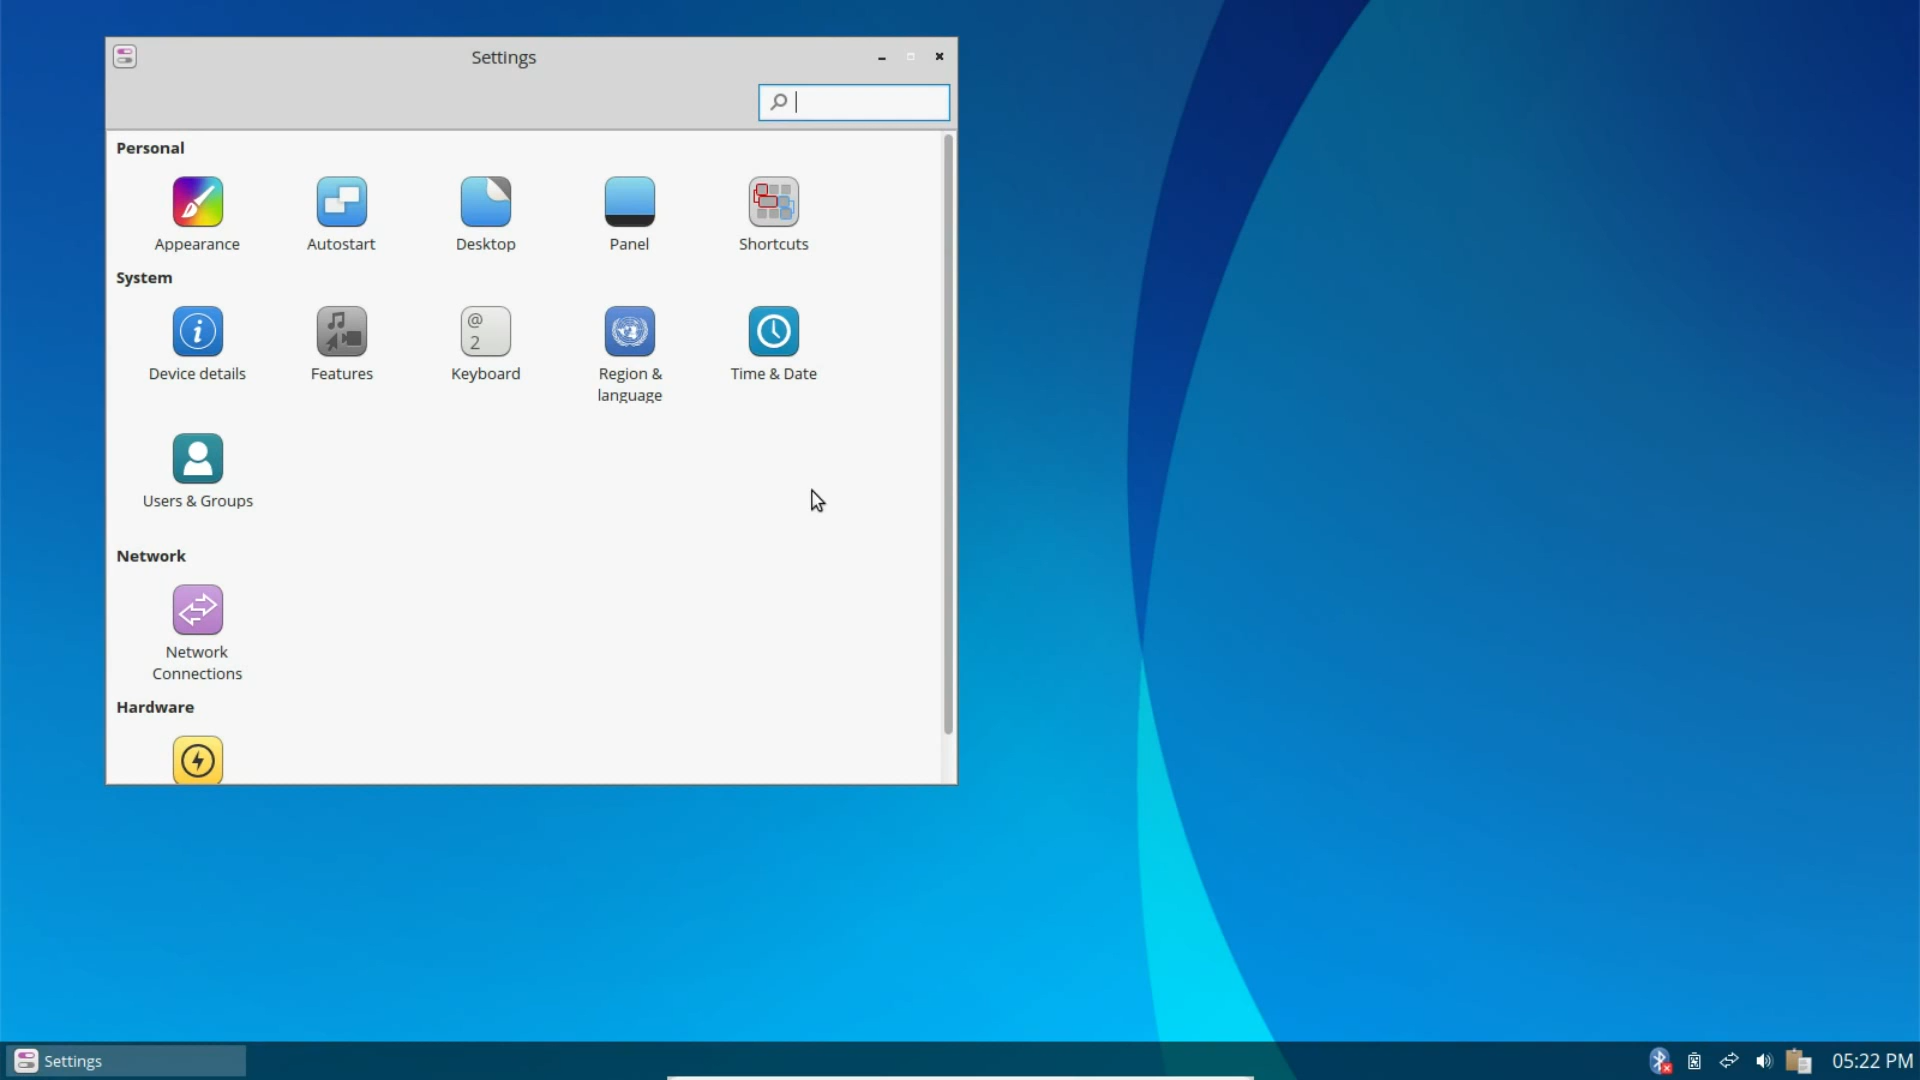 Settings
Personal
Appearance
Autostart
Desktop
Panel
Shortcuts
System
Device details
Features
@
2
Keyboard
Region &
language
Time & Date
Users & Groups
Network
Network
Connections
Hardware
Settings
05:22 PM